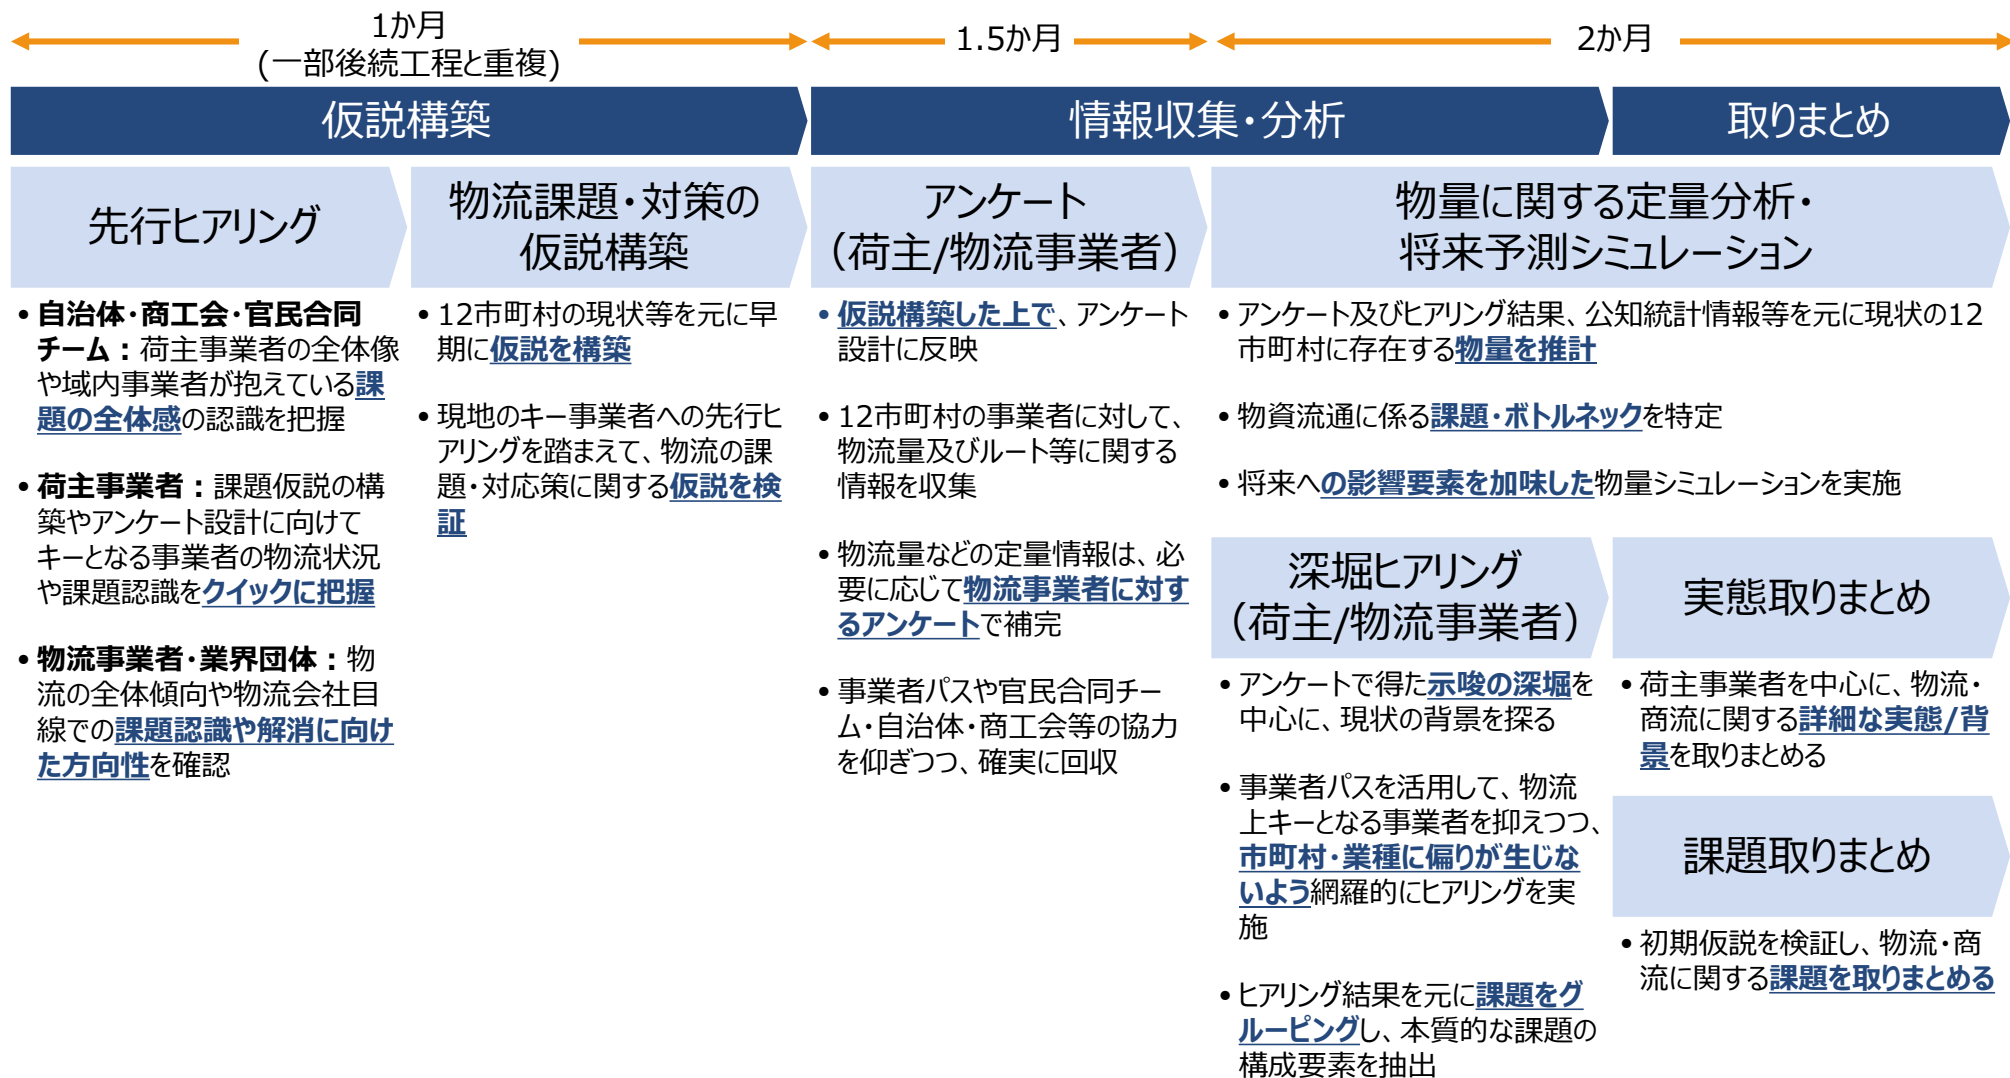 1か月
(一部後続工程と重複)
1.5か月
2か月
仮説構築
情報収集・分析
取りまとめ
先行ヒアリング
物流課題・対策の
仮説構築
アンケート
（荷主/物流事業者）
物量に関する定量分析・
将来予測シミュレーション
• 自治体・商工会・官民合同
チーム：荷主事業者の全体像
や域内事業者が抱えている課
題の全体感の認識を把握
• 荷主事業者：課題仮説の構
築やアンケート設計に向けて
キーとなる事業者の物流状況
や課題認識をクイックに把握
• 物流事業者・業界団体：物
流の全体傾向や物流会社目
線での課題認識や解消に向け
た方向性を確認
• 12市町村の現状等を元に早
期に仮説を構築
• 現地のキー事業者への先行ヒ
アリングを踏まえて、物流の課
題・対応策に関する仮説を検
証
• 仮説構築した上で、アンケート
設計に反映
• 12市町村の事業者に対して、
物流量及びルート等に関する
情報を収集
• 物流量などの定量情報は、必
要に応じて物流事業者に対す
るアンケートで補完
• 事業者パスや官民合同チー
ム・自治体・商工会等の協力
を仰ぎつつ、確実に回収
• アンケート及びヒアリング結果、公知統計情報等を元に現状の12
市町村に存在する物量を推計
• 物資流通に係る課題・ボトルネックを特定
• 将来への影響要素を加味した物量シミュレーションを実施
深堀ヒアリング
（荷主/物流事業者）
• アンケートで得た示唆の深堀を
中心に、現状の背景を探る
• 事業者パスを活用して、物流
上キーとなる事業者を抑えつつ、
市町村・業種に偏りが生じな
いよう網羅的にヒアリングを実
施
• ヒアリング結果を元に課題をグ
ルーピングし、本質的な課題の
構成要素を抽出
実態取りまとめ
• 荷主事業者を中心に、物流・
商流に関する詳細な実態/背
景を取りまとめる
課題取りまとめ
• 初期仮説を検証し、物流・商
流に関する課題を取りまとめる